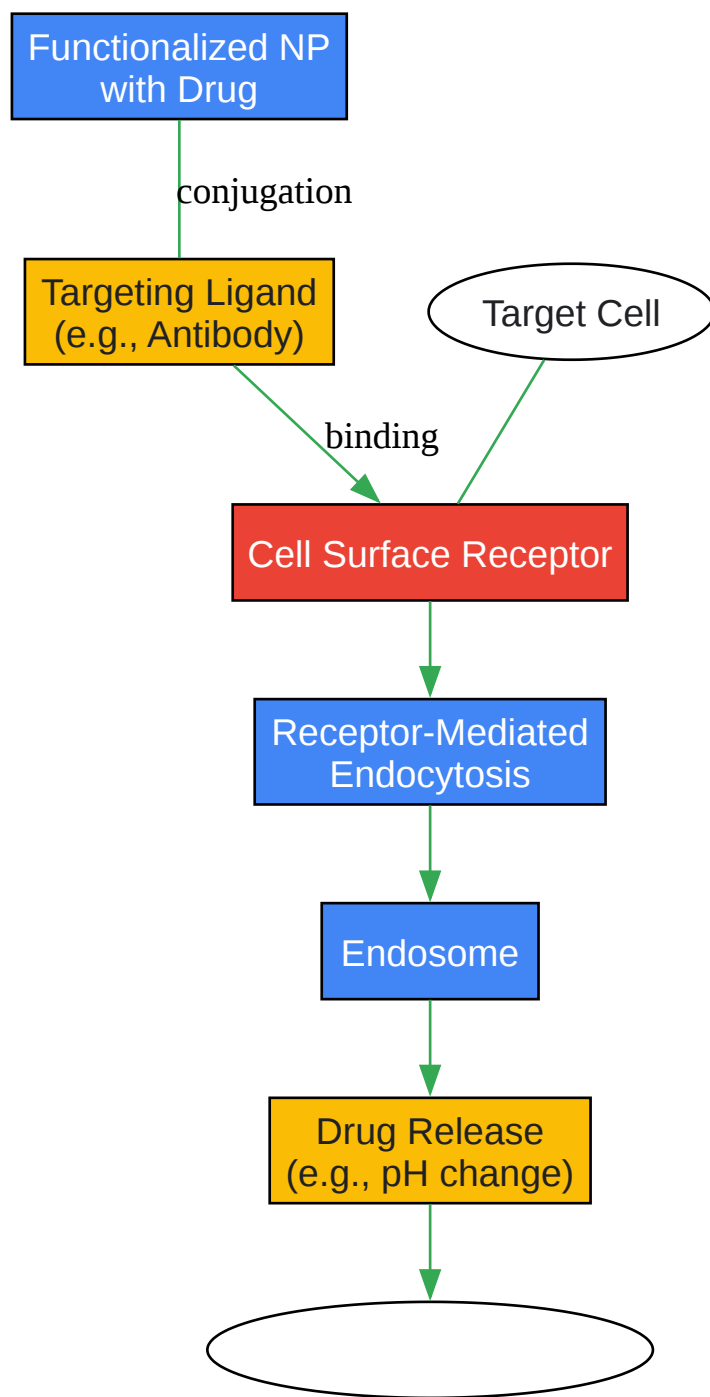 Functionalized NP
with Drug
conjugation
Targeting Ligand
(e.g., Antibody)
Target Cell
binding
Cell Surface Receptor
Receptor-Mediated
Endocytosis
Endosome
Drug Release
(e.g., pH change)